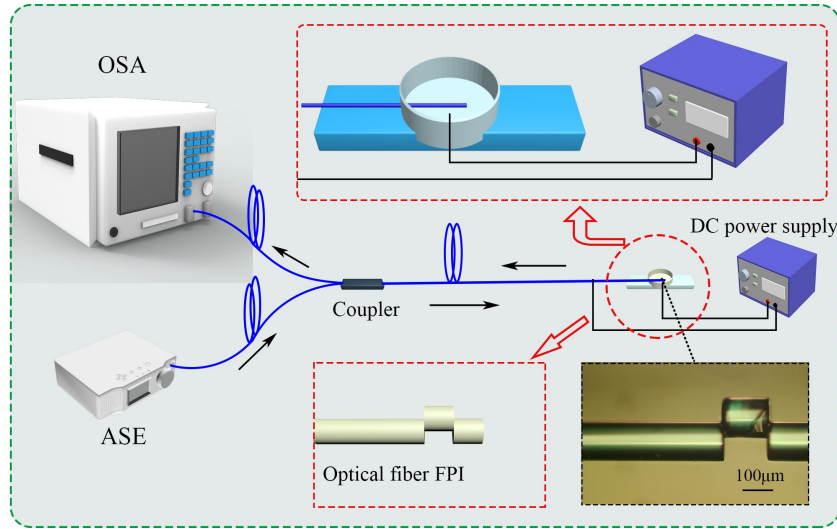 OSA
DC power supply
Coupler
ASE
Optical fiber FPI
100μm